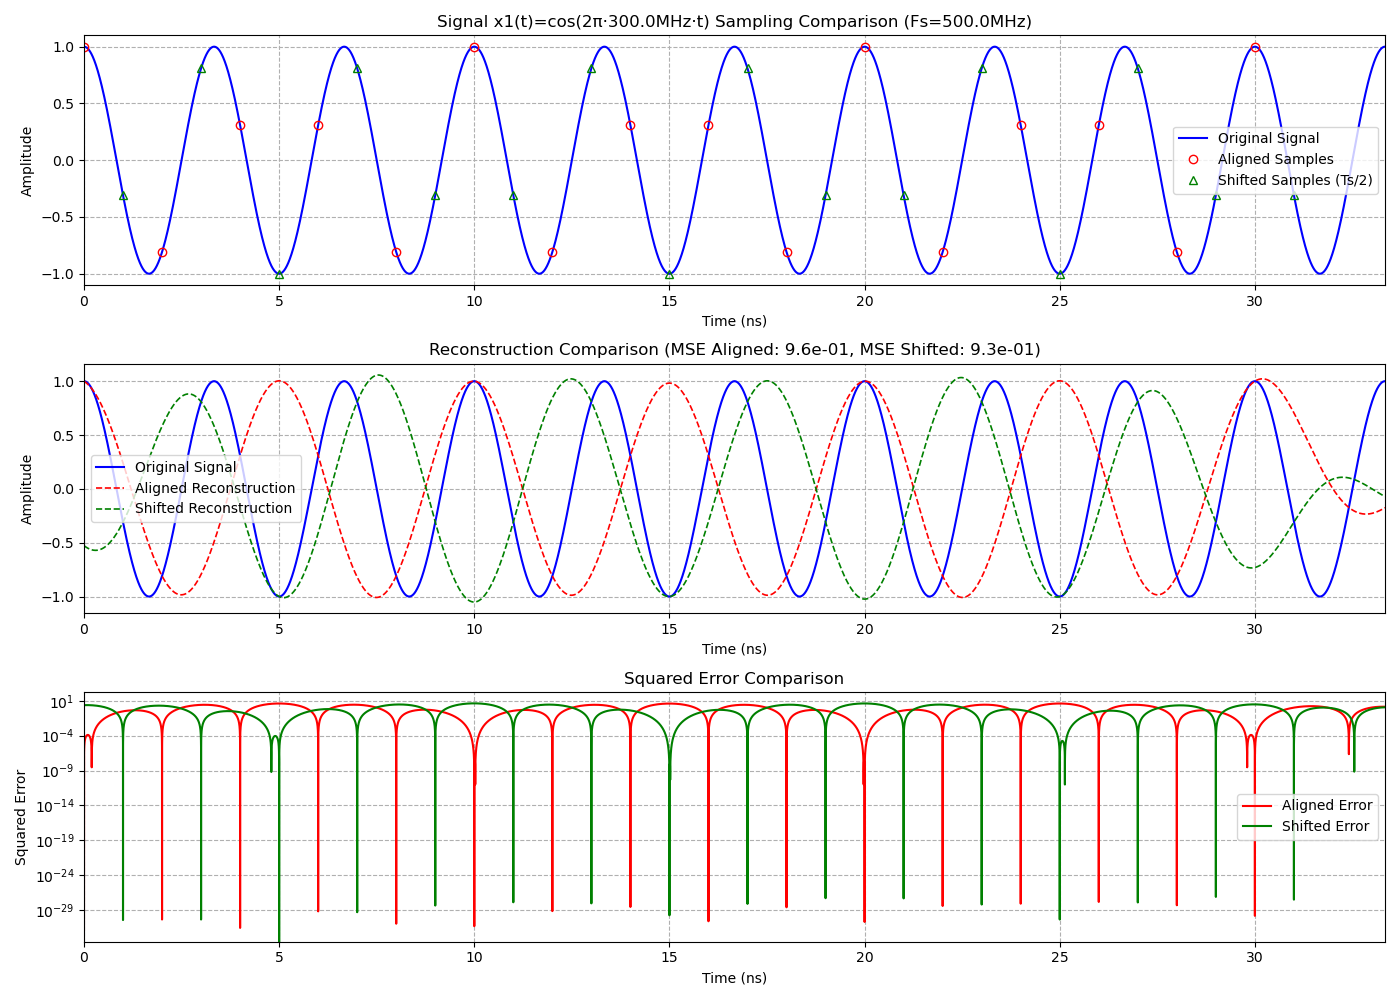 Signal x1(t)=cos(2π·300.0MHz·t) Sampling Comparison (Fs=500.0MHz)
1.0
0.5
0.0
−0.5
−1.0
Amplitude
Original Signal
Aligned Samples
Shifted Samples (Ts/2)
0 5 10 15 20 25 30
Time (ns)
Reconstruction Comparison (MSE Aligned: 9.6e-01, MSE Shifted: 9.3e-01)
1.0
0.5
0.0
−0.5
−1.0
Amplitude
Original Signal
Aligned Reconstruction
Shifted Reconstruction
0 5 10 15 20 25 30
Time (ns)
Squared Error Comparison
10¹
10⁻⁴
10⁻⁹
10⁻¹⁴
10⁻¹⁹
10⁻²⁴
10⁻²⁹
Squared Error
Aligned Error
Shifted Error
0 5 10 15 20 25 30
Time (ns)